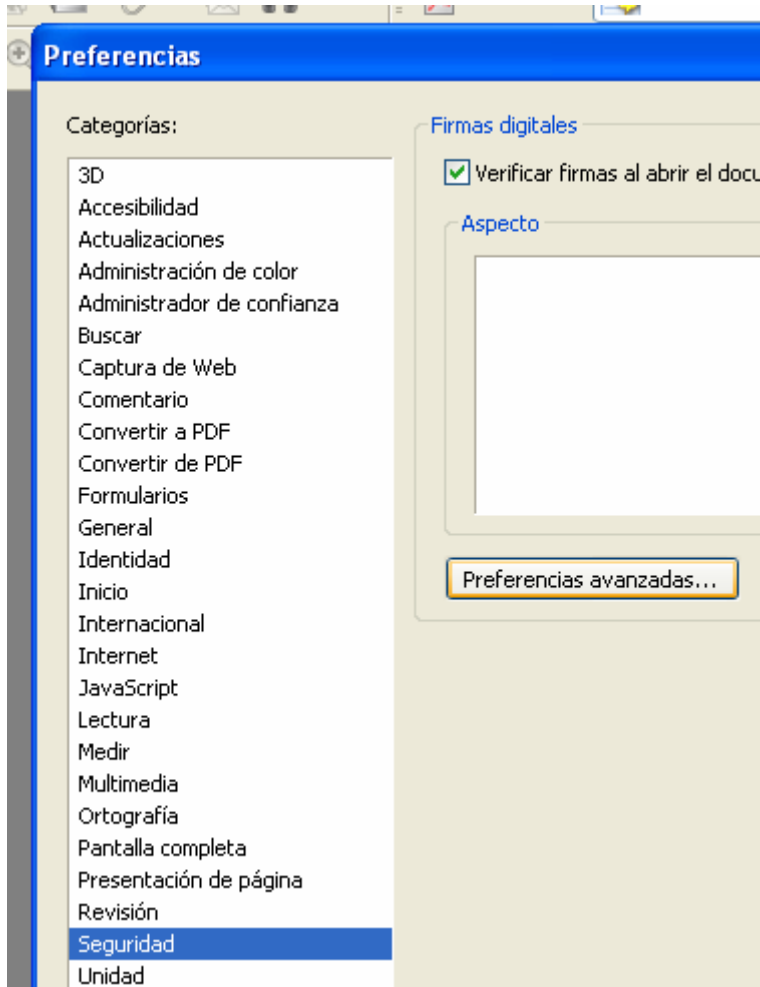 Preferencias
Categorías:
3D
Accesibilidad
Actualizaciones
Administración de color
Administrador de confianza
Buscar
Captura de Web
Comentario
Convertir a PDF
Convertir de PDF
Formularios
General
Identidad
Inicio
Internacional
Internet
JavaScript
Lectura
Medir
Multimedia
Ortografía
Pantalla completa
Presentación de página
Revisión
Seguridad
Unidad
Firmas digitales
Verificar firmas al abrir el docu
Aspecto
Preferencias avanzadas...